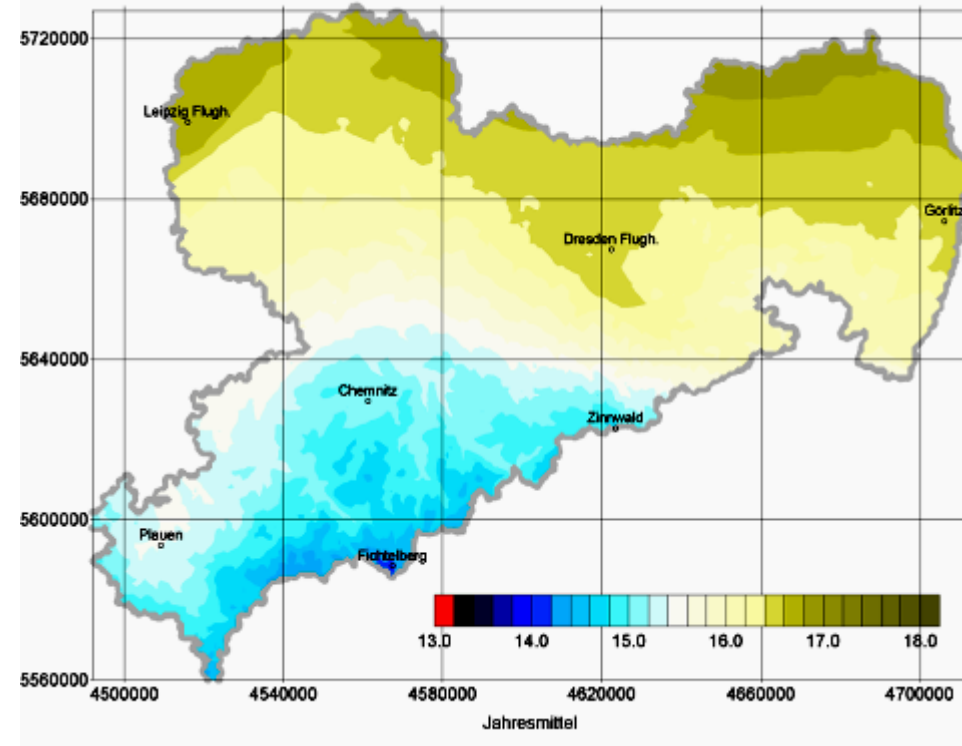 5720000
Leipzig Flugh.
5680000
Görlitz
Dresden Flugh.
5640000
Chemnitz
Zinnwald
5600000
Plauen
Fichtelberg
13.0 14.0 15.0 16.0 17.0 18.0
5560000
4500000 4540000 4580000 4620000 4660000 4700000
Jahresmittel